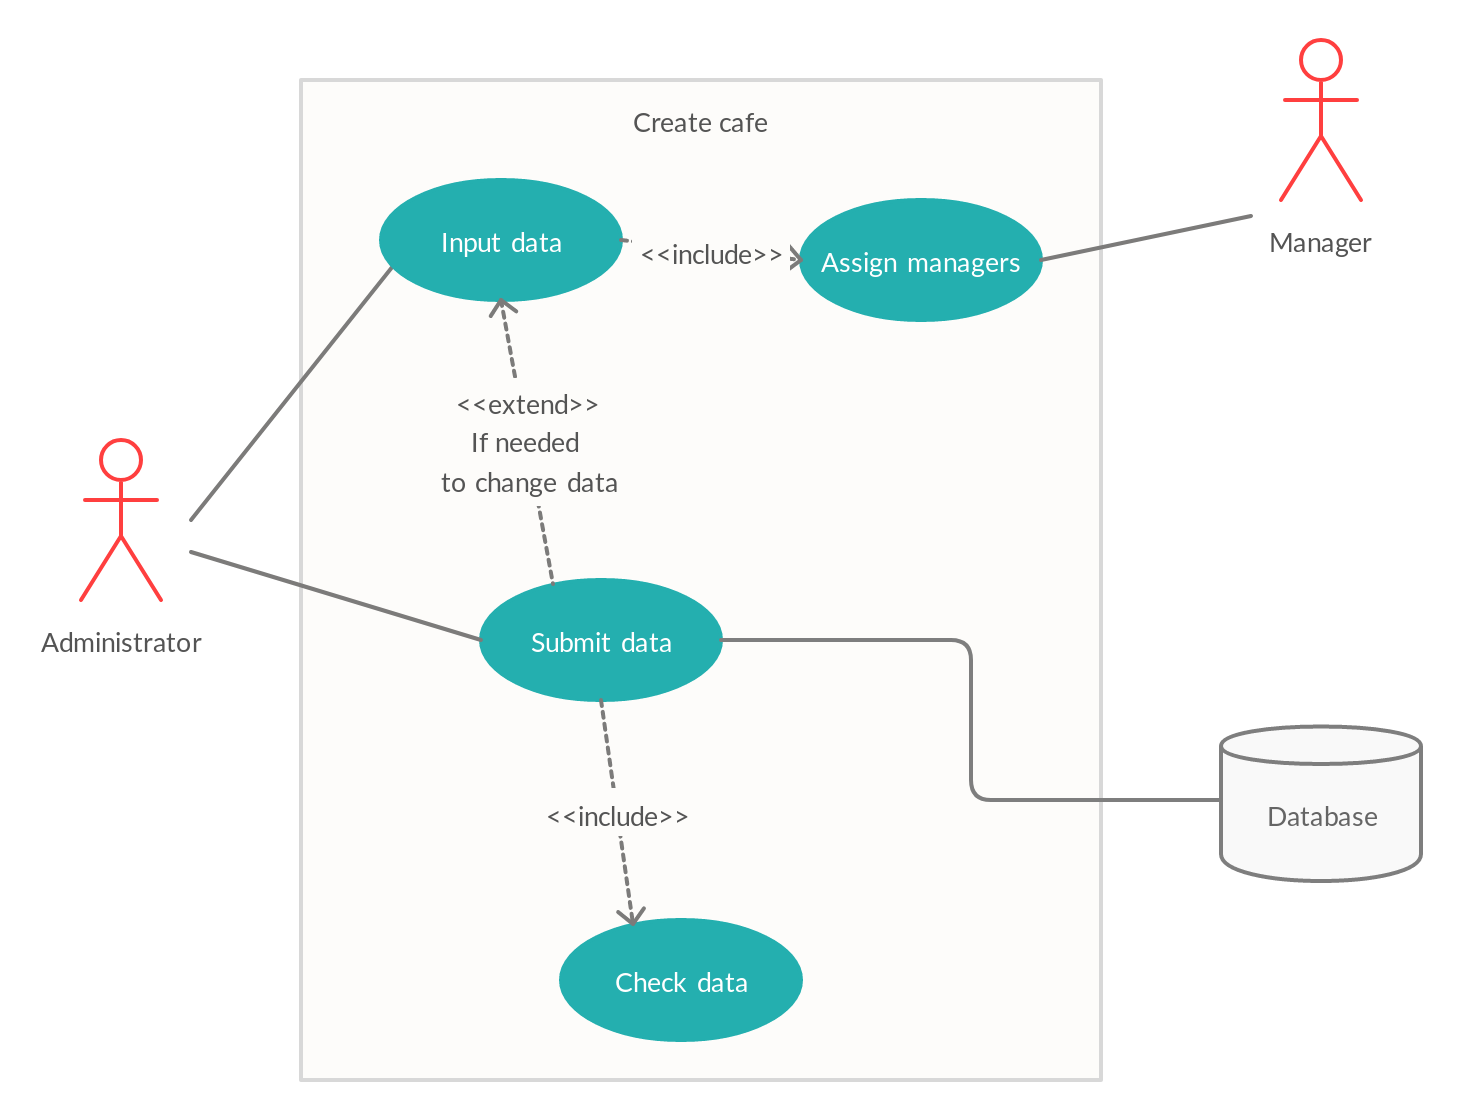 Create cafe
Manager
Input data
<<include>>
Assign managers
<<extend>>
If needed
to change data
Administrator
Submit data
Database
<<include>>
Check data